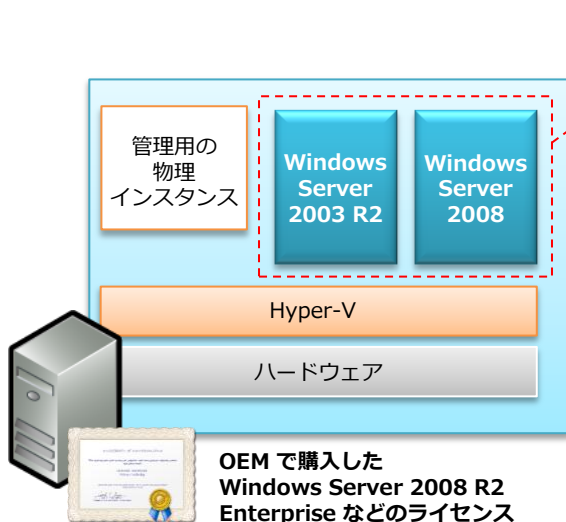 管理用の
物理
インスタンス
Windows
Server
2003 R2
Windows
Server
2008
Hyper-V
ハードウェア
OEM で購入した
Windows Server 2008 R2
Enterprise などのライセンス